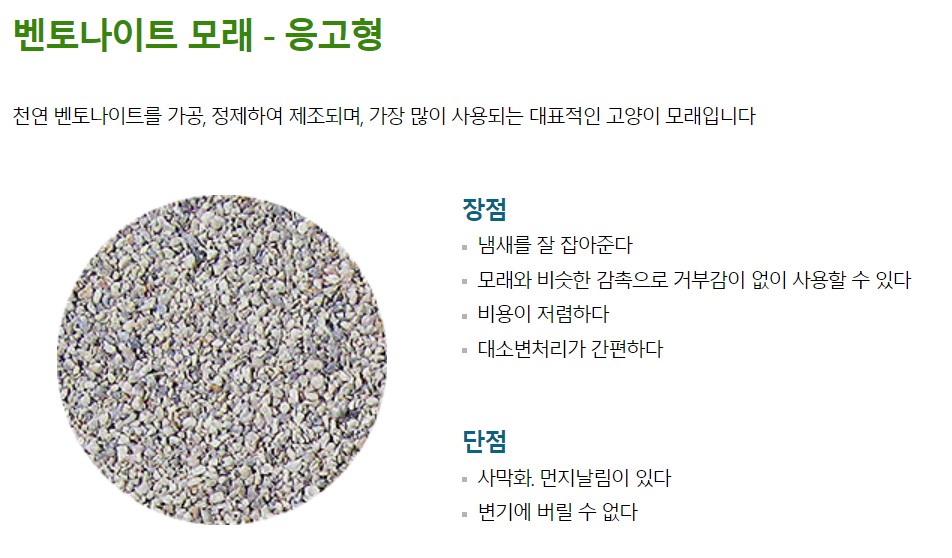 벤토나이트 모래 - 응고형
천연 벤토나이트를 가공, 정제하여 제조되며, 가장 많이 사용되는 대표적인 고양이 모래입니다
장점
냄새를 잘 잡아준다
모래와 비슷한 감촉으로 거부감이 없이 사용할 수 있다
비용이 저렴하다
대소변처리가 간편하다
단점
사막화. 먼지날림이 있다
변기에 버릴 수 없다